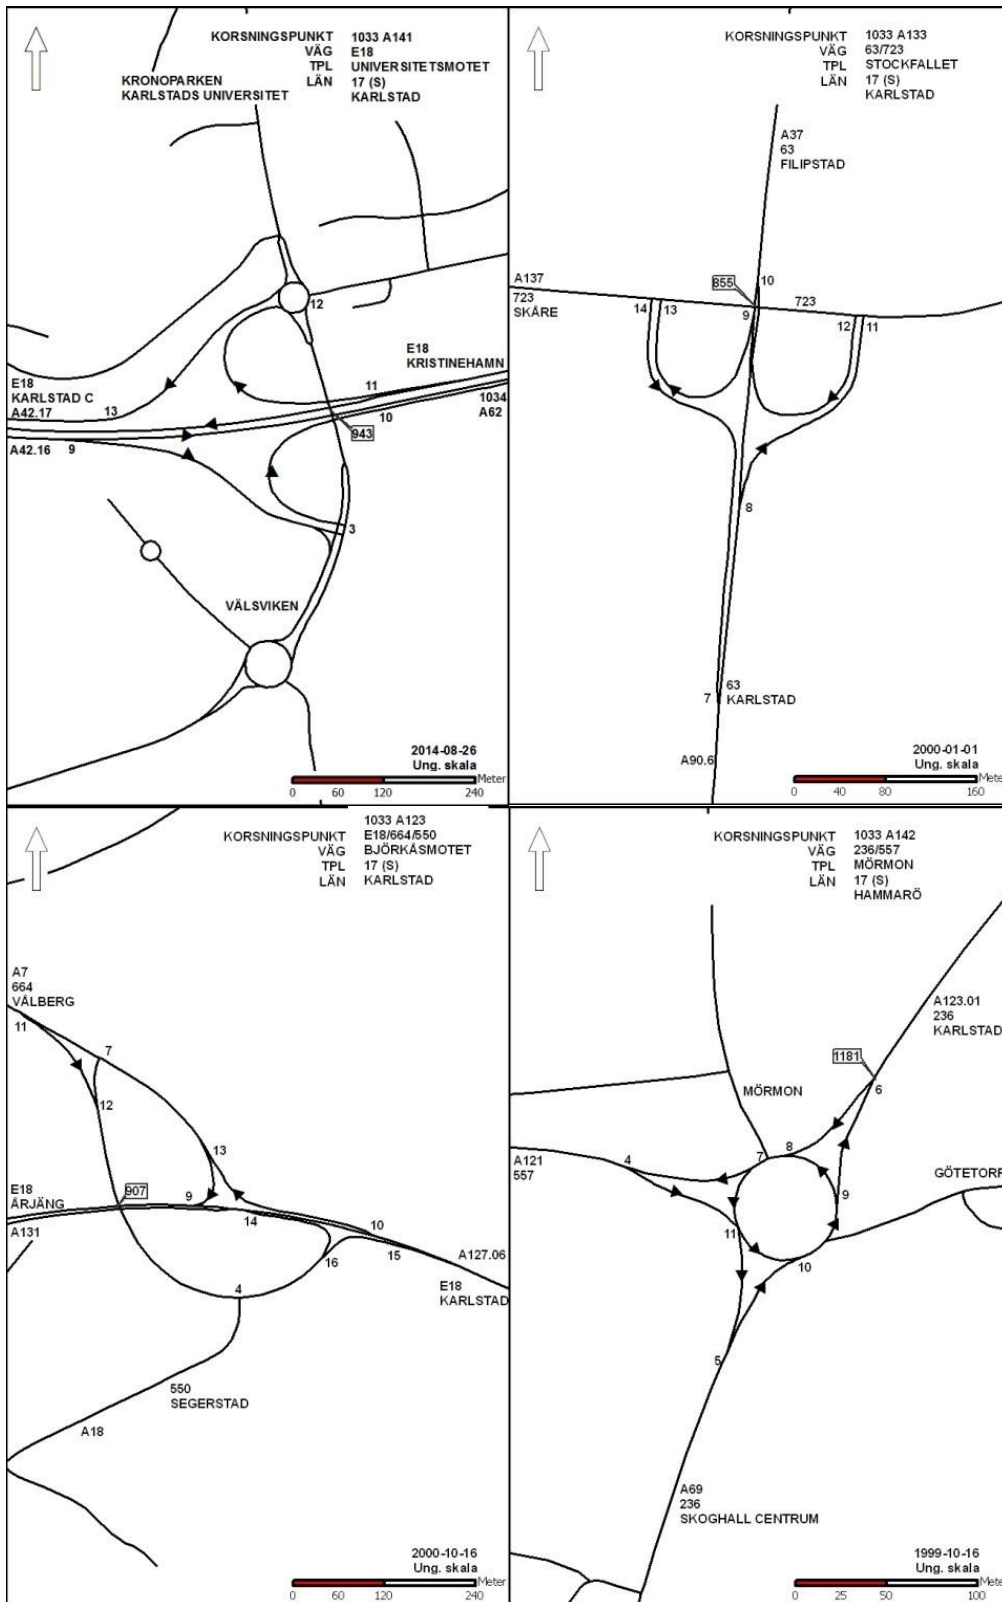 KORSNINGSPUNKT 1033 A141
VÄG E18
TPL UNIVERSITETSMOTET
LÄN 17 (S)
KARLSTAD
KRONOPARKEN
KARLSTADS UNIVERSITET
12
E18
KRISTINEHAMN
11
10
1034
A62
E18
KARLSTAD C
A42.17
13
943
A42.16
9
3
VÄLSVIKEN
2014-08-26
Ung. skala
Meter
0 60 120 240
KORSNINGSPUNKT 1033 A133
VÄG 63/723
TPL STOCKFALLET
LÄN 17 (S)
KARLSTAD
A37
63
FILIPSTAD
A137
723
SKÅRE
855
10
723
14 13
9
12 11
8
7
63
KARLSTAD
A90.6
2000-01-01
Ung. skala
Mete
0 40 80 160
1033 A123
KORSNINGSPUNKT E18/664/550
VÄG BJÖRKÅSMOTET
TPL 17 (S)
LÄN KARLSTAD
A7
664
VÅLBERG
11
7
12
13
E18
ÅRJÄNG
907
9
A131
14
10
15
16
A127.06
E18
KARLSTAD
4
550
SEGERSTAD
A18
2000-10-16
Ung. skala
Meter
0 60 120 240
KORSNINGSPUNKT 1033 A142
VÄG 236/557
TPL MÖRMON
LÄN 17 (S)
HAMMARÖ
A123.01
236
KARLSTAD
1181
6
MÖRMON
8
7
A121
557
4
GÖTETORP
9
11
10
5
A69
236
SKOGHALL CENTRUM
1999-10-16
Ung. skala
Mete
0 25 50 100